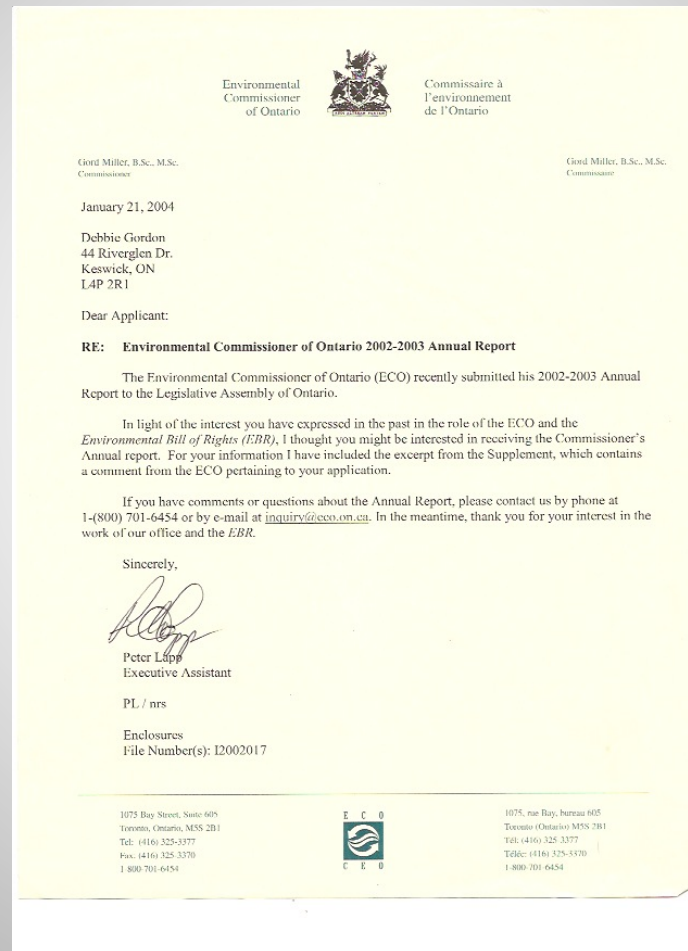 Environmental
Commissioner
of Ontario
Commissaire à
l'environnement
de l'Ontario
Gord Miller, B.Sc., M.Sc.
Commissioner
Gord Miller, B.Sc., M.Sc.
Commissaire
January 21, 2004
Debbie Gordon
44 Riverglen Dr.
Keswick, ON
L4P 2R1
Dear Applicant:
RE: Environmental Commissioner of Ontario 2002-2003 Annual Report
The Environmental Commissioner of Ontario (ECO) recently submitted his 2002-2003 Annual
Report to the Legislative Assembly of Ontario.
In light of the interest you have expressed in the past in the role of the ECO and the
Environmental Bill of Rights (EBR), I thought you might be interested in receiving the Commissioner's
Annual report. For your information I have included the excerpt from the Supplement, which contains
a comment from the ECO pertaining to your application.
If you have comments or questions about the Annual Report, please contact us by phone at
1-(800) 701-6454 or by e-mail at inquiry@eco.on.ca. In the meantime, thank you for your interest in the
work of our office and the EBR.
Sincerely,
Peter Lapp
Executive Assistant
PL / nrs
Enclosures
File Number(s): I2002017
1075 Bay Street, Suite 605
Toronto, Ontario, M5S 2B1
Tel: (416) 325-3377
Fax: (416) 325-3370
1-800-701-6454
E C O
C E O
1075, rue Bay, bureau 605
Toronto (Ontario) M5S 2B1
Tél: (416) 325-3377
Téléc: (416) 325-3370
1-800-701-6454